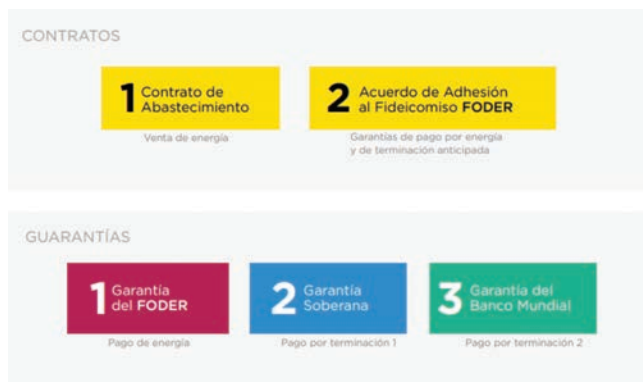 CONTRATOS
1 Contrato de
Abastecimiento
Venta de energía
2 Acuerdo de Adhesión
al Fideicomiso FODER
Garantías de pago por energía
y de terminación anticipada
GUARANTÍAS
1 Garantía
del FODER
Pago de energía
2 Garantía
Soberana
Pago por terminación 1
3 Garantía del
Banco Mundial
Pago por terminación 2